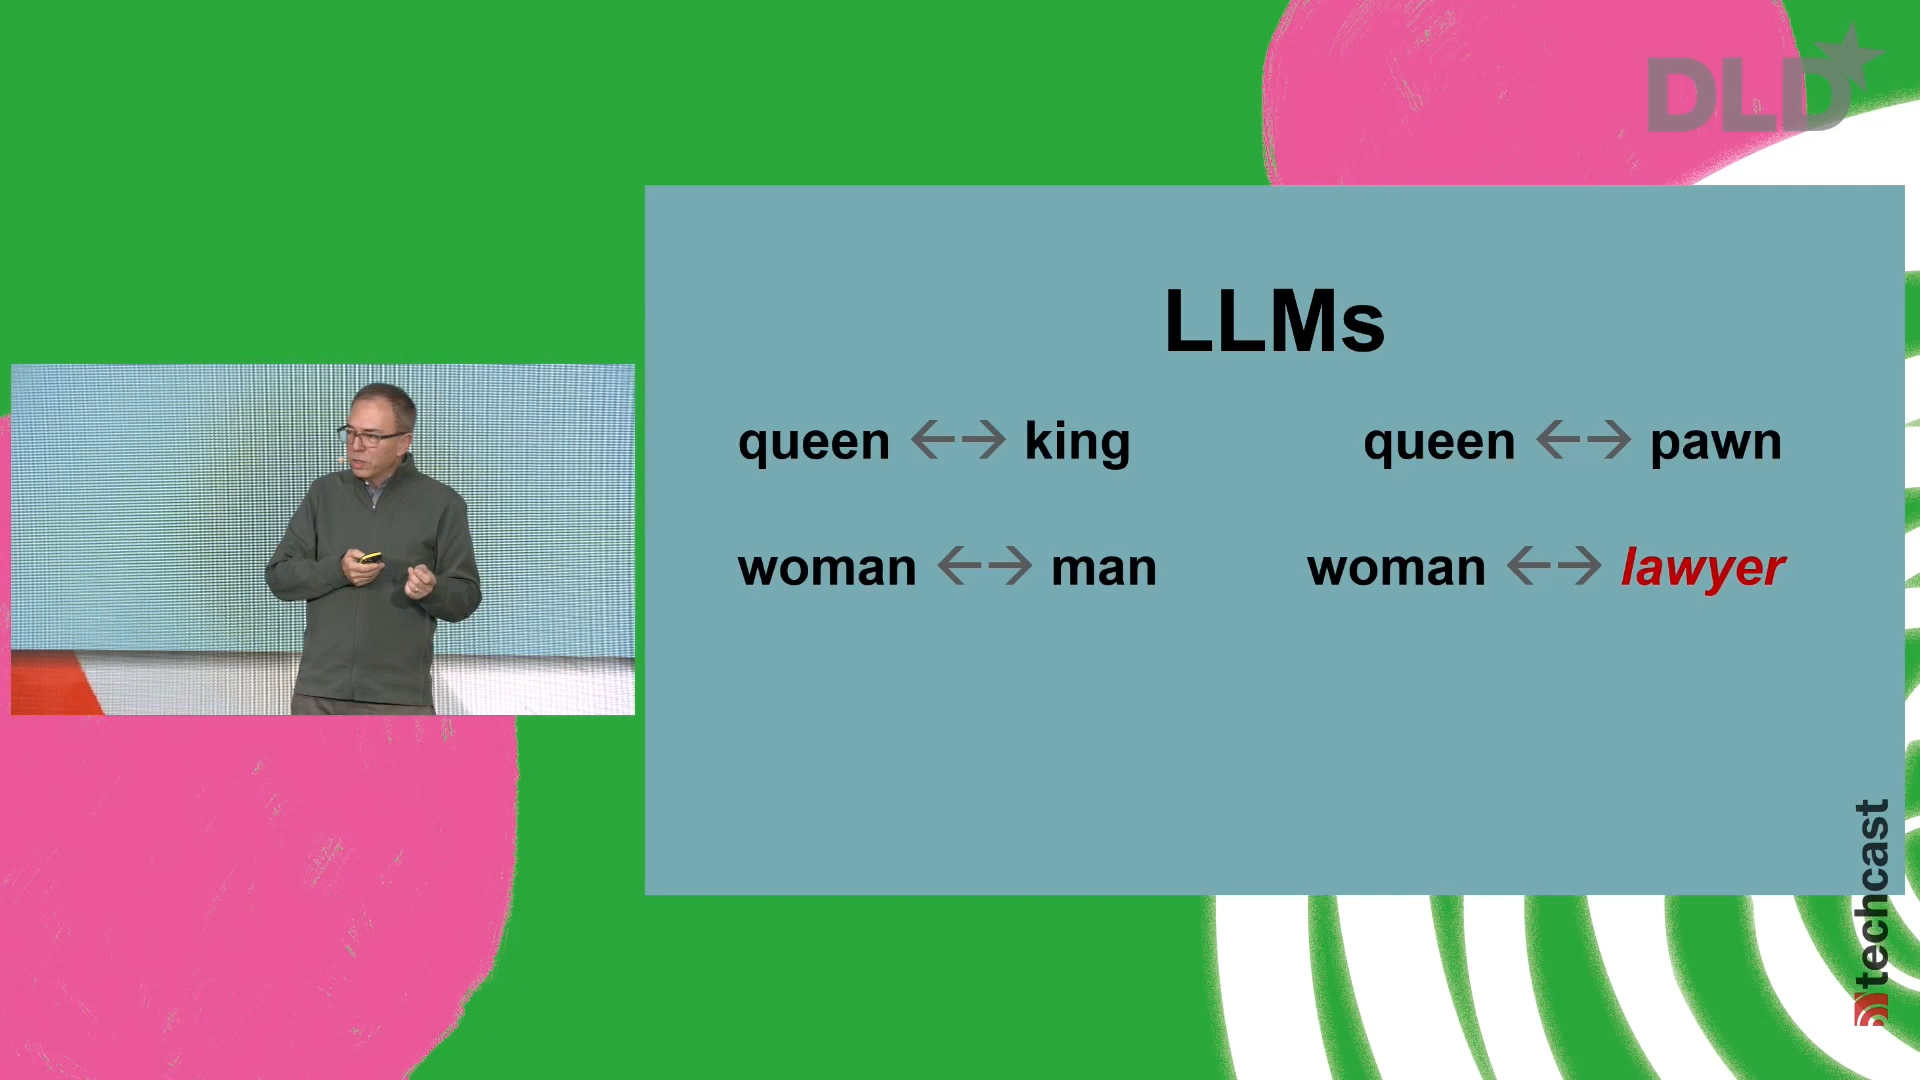 DLD
LLMs
queen ←→ king
queen ←→ pawn
woman ←→ man
woman ←→ lawyer
techcast